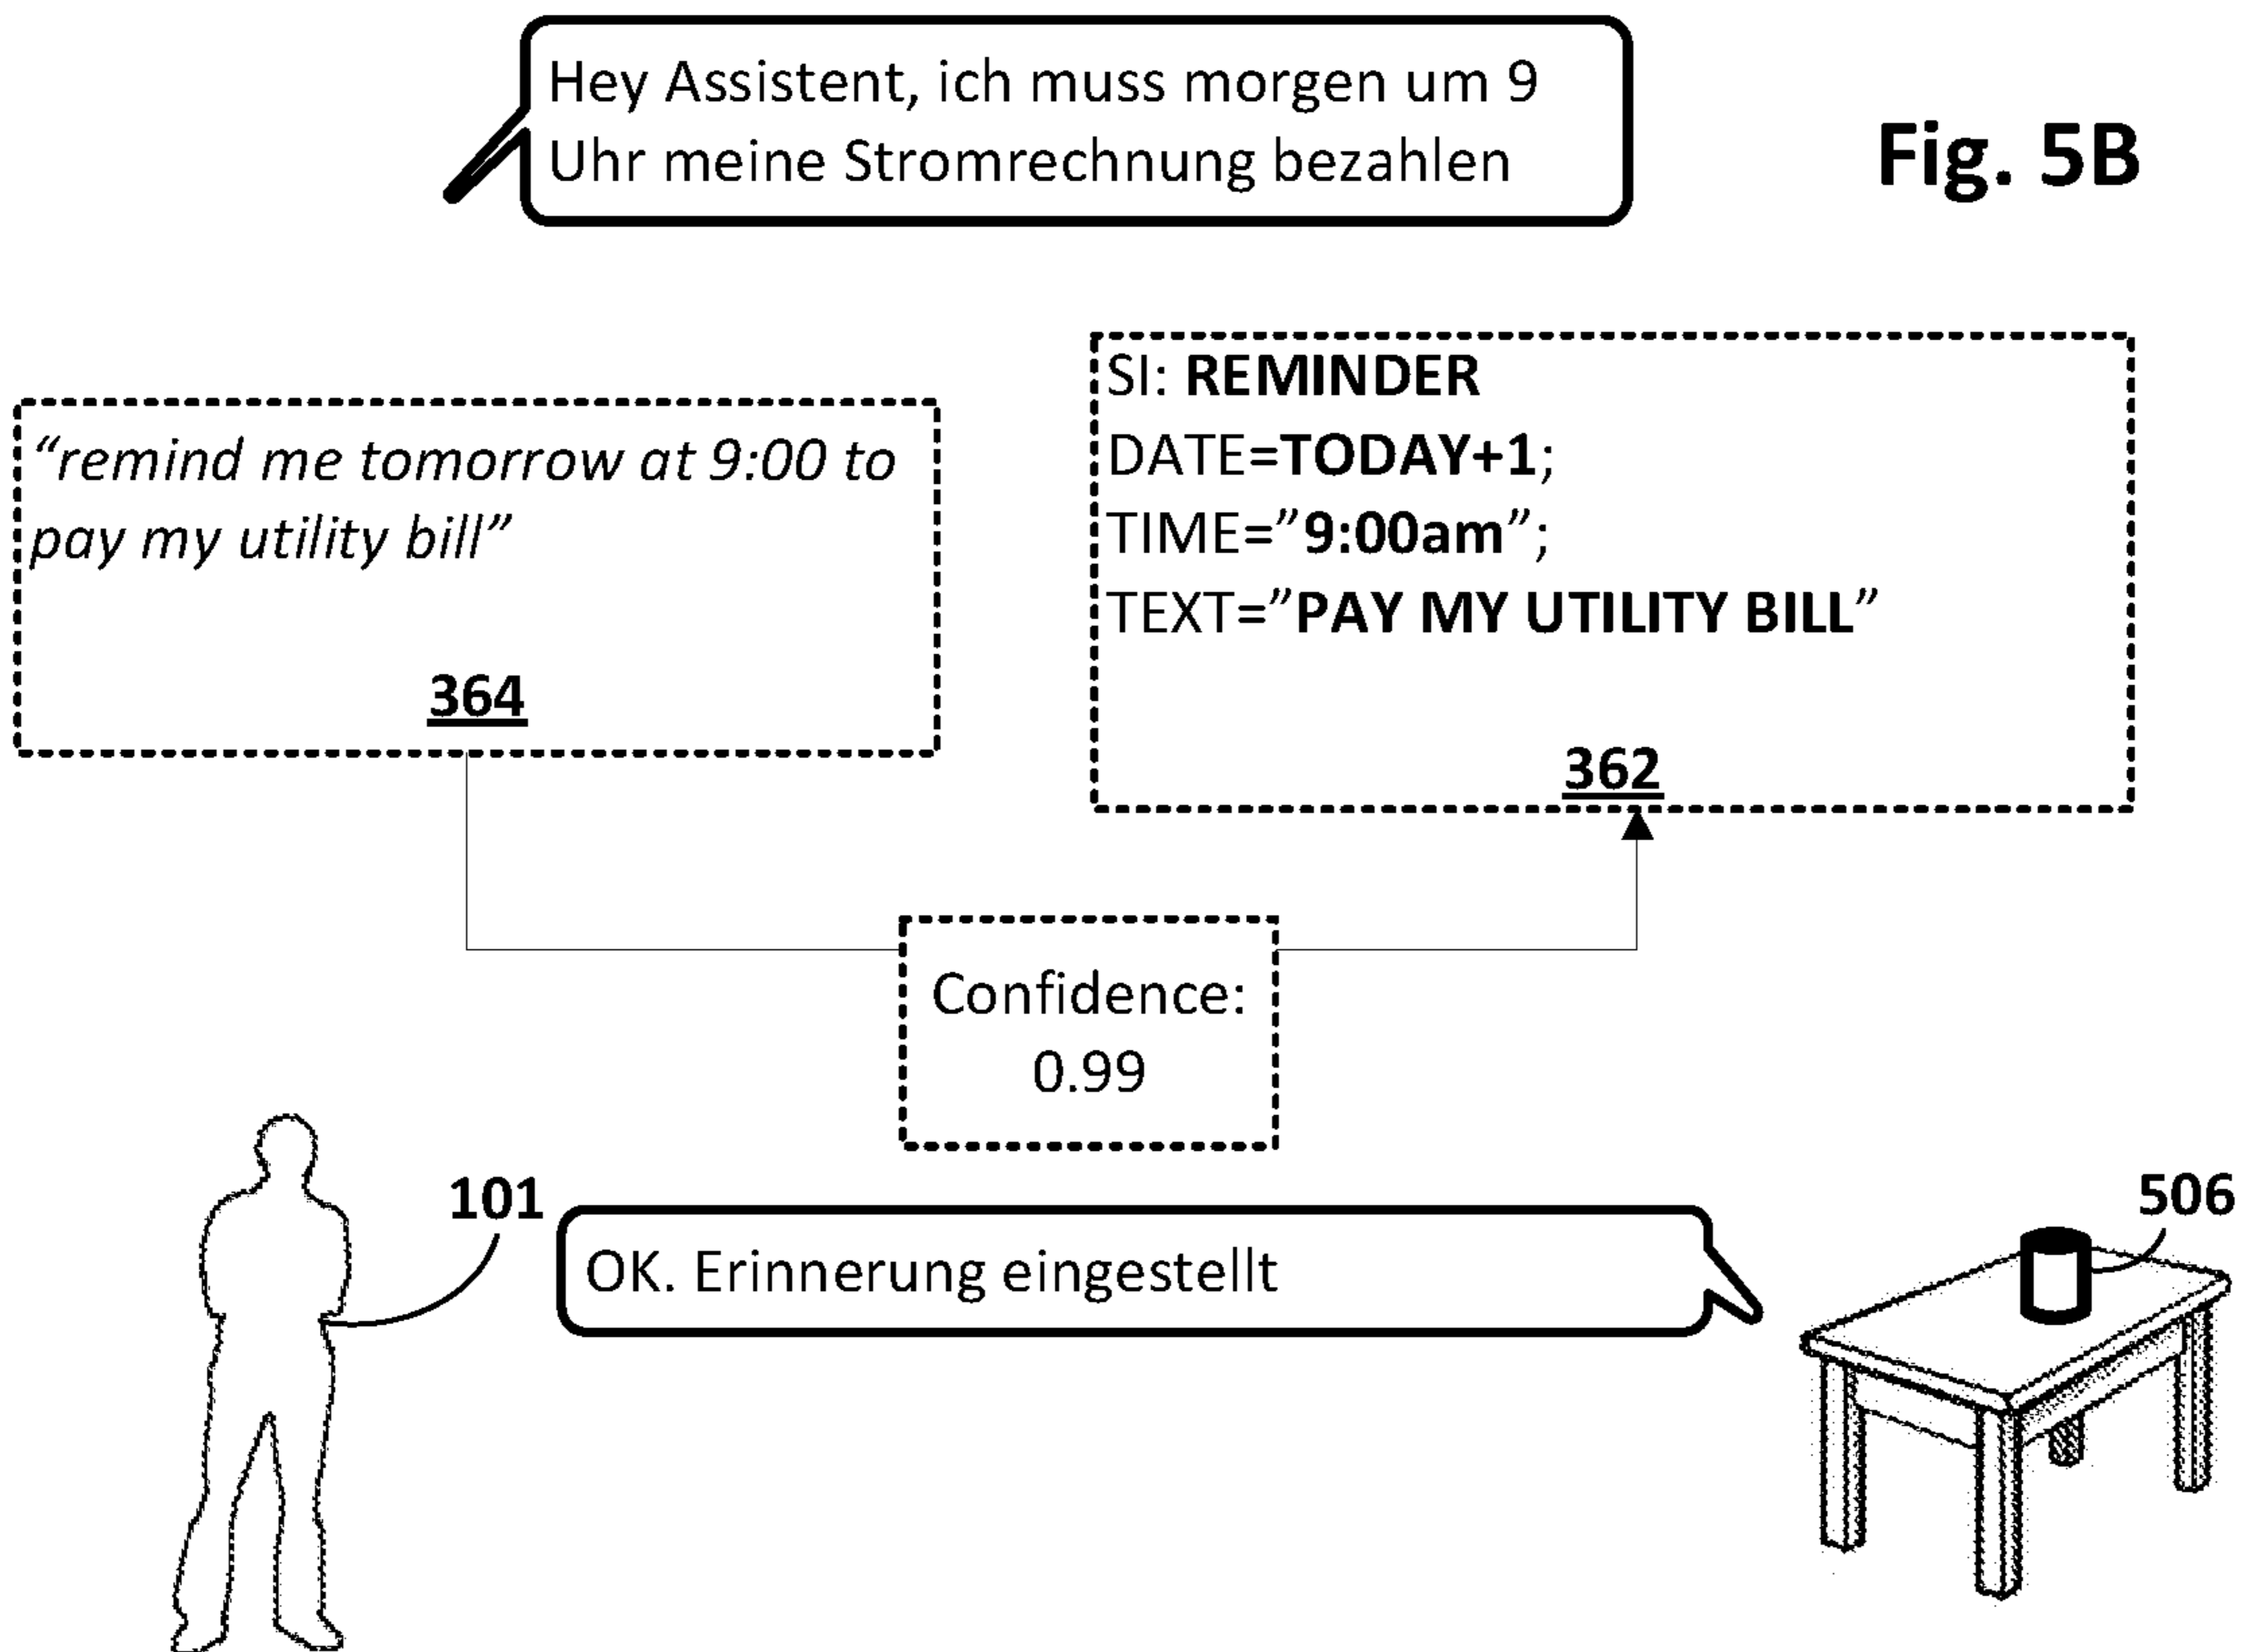 Hey Assistent, ich muss morgen um 9
Uhr meine Stromrechnung bezahlen
Fig. 5B
“remind me tomorrow at 9:00 to
pay my utility bill”
364
SI: REMINDER
DATE=TODAY+1;
TIME=”9:00am”;
TEXT=”PAY MY UTILITY BILL”
362
Confidence:
0.99
101
OK. Erinnerung eingestellt
506